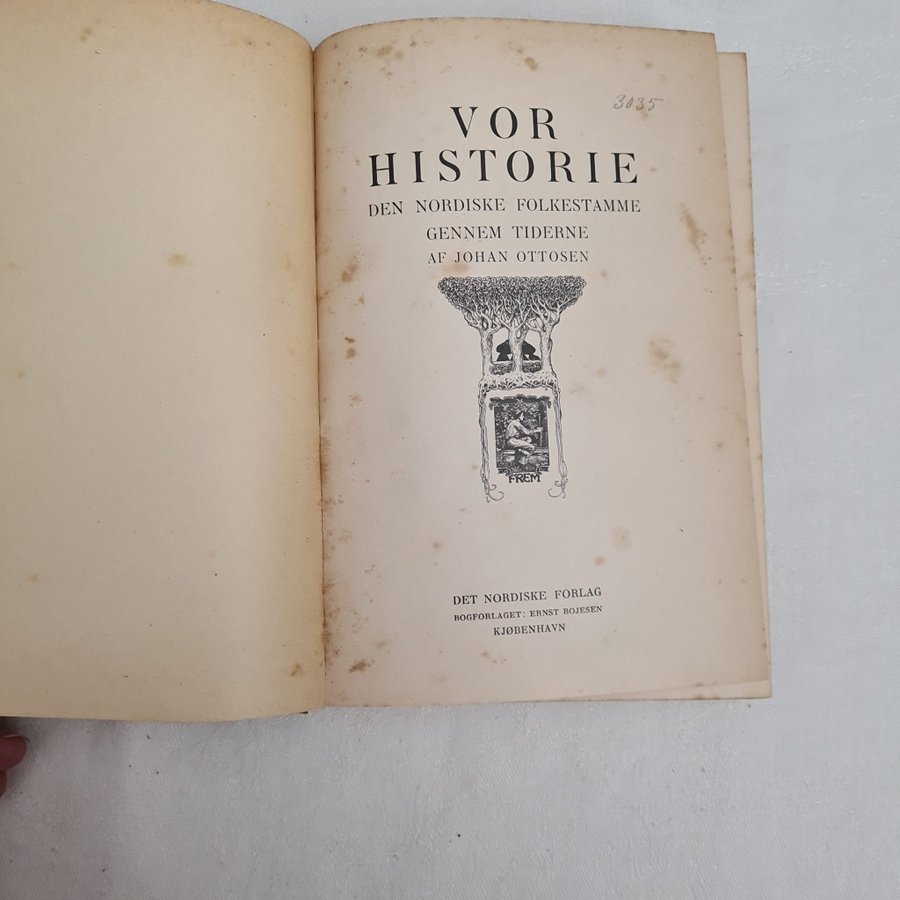 3035
VOR
HISTORIE
DEN NORDISKE FOLKESTAMME
GENNEM TIDERNE
AF JOHAN OTTOSEN
FREM
DET NORDISKE FORLAG
BOGFORLAGET: ERNST BOJESEN
KJØBENHAVN